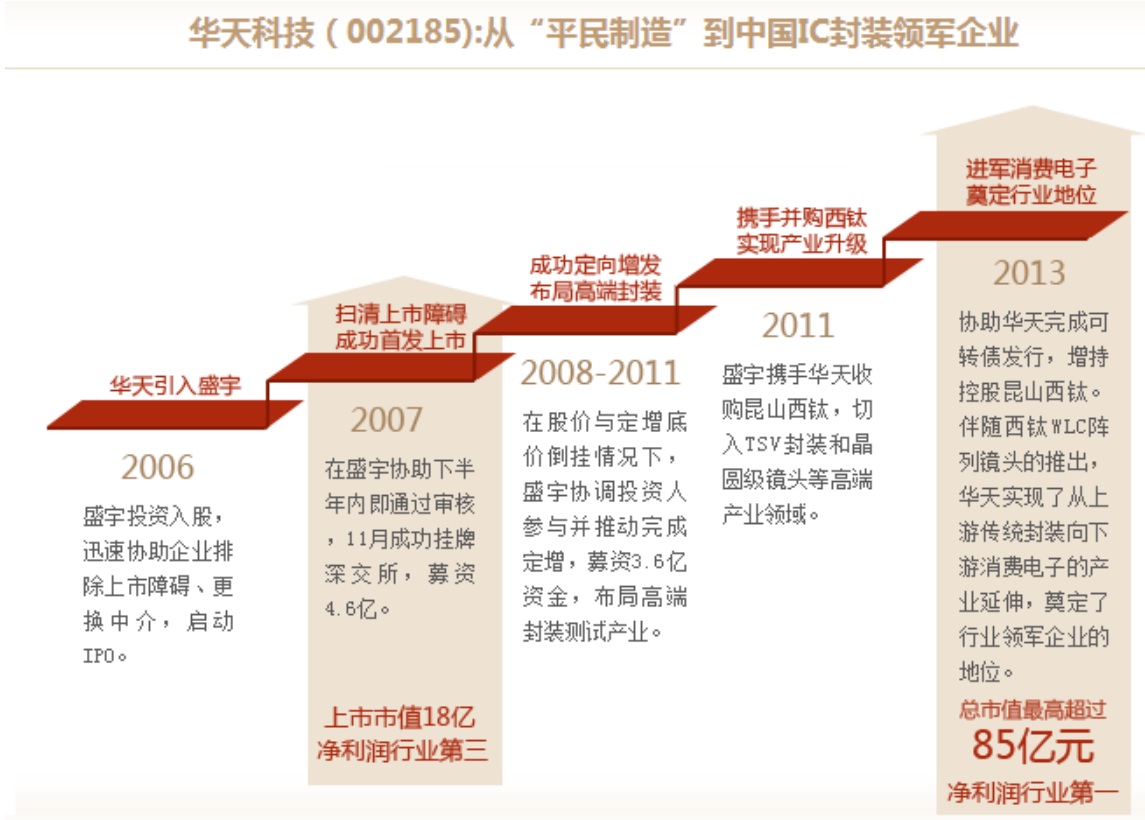 华天科技（002185):从“平民制造”到中国IC封装领军企业
华天引入盛宇
2006
盛宇投资入股，
迅速协助企业排
除上市障碍、更
换中介，启动
IPO。
扫清上市障碍
成功首发上市
2007
在盛宇协助下半
年内即通过审核
，11月成功挂牌
深交所，募资
4.6亿。
上市市值18亿
净利润行业第三
成功定向增发
布局高端封装
2008-2011
在股价与定增底
价倒挂情况下，
盛宇协调投资人
参与并推动完成
定增，募资3.6亿
资金，布局高端
封装测试产业。
携手并购西钛
实现产业升级
2011
盛宇携手华天收
购昆山西钛，切
入TSV封装和晶
圆级镜头等高端
产业领域。
进军消费电子
奠定行业地位
2013
协助华天完成可
转债发行，增持
控股昆山西钛。
伴随西钛WLC阵
列镜头的推出，
华天实现了从上
游传统封装向下
游消费电子的产
业延伸，奠定了
行业领军企业的
地位。
总市值最高超过
85亿元
净利润行业第一